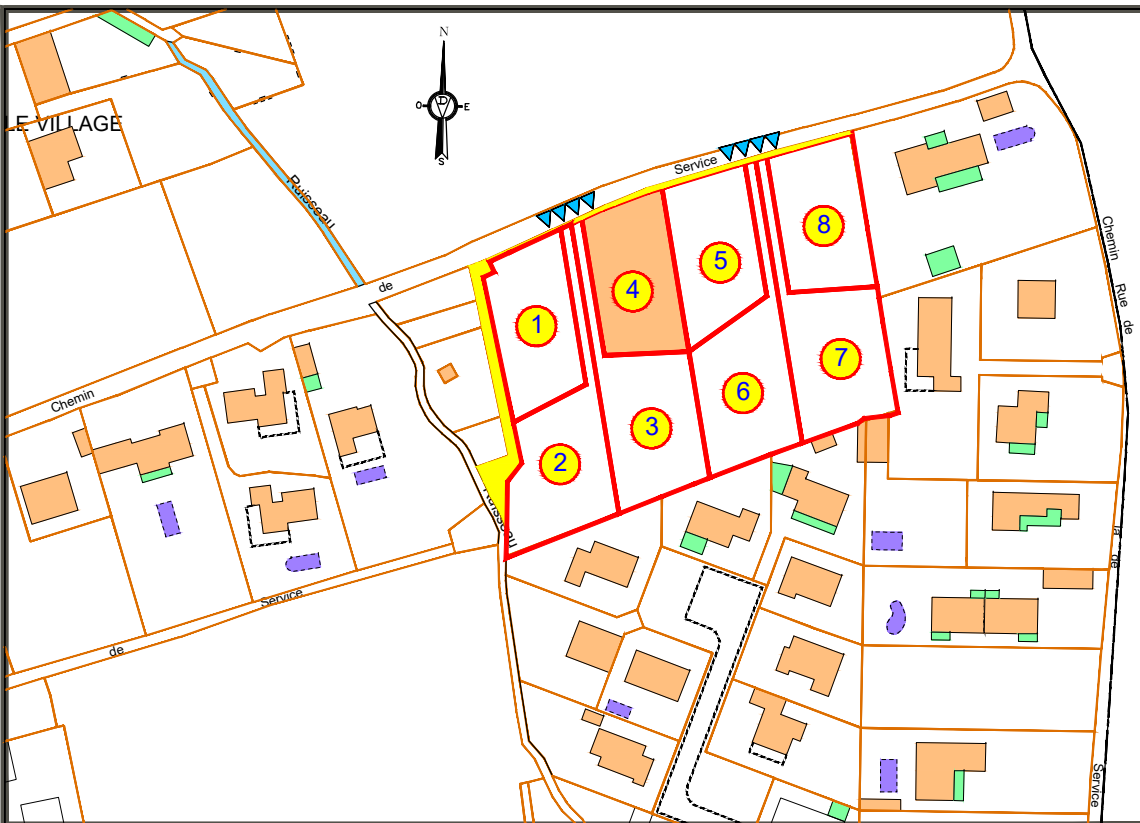 N
O
D
E
S
LE VILLAGE
Ruisseau
Service
de
Chemin
1
2
3
4
5
6
7
8
Chemin
Rue
de
la
de
Service
Ruisseau
Service
de